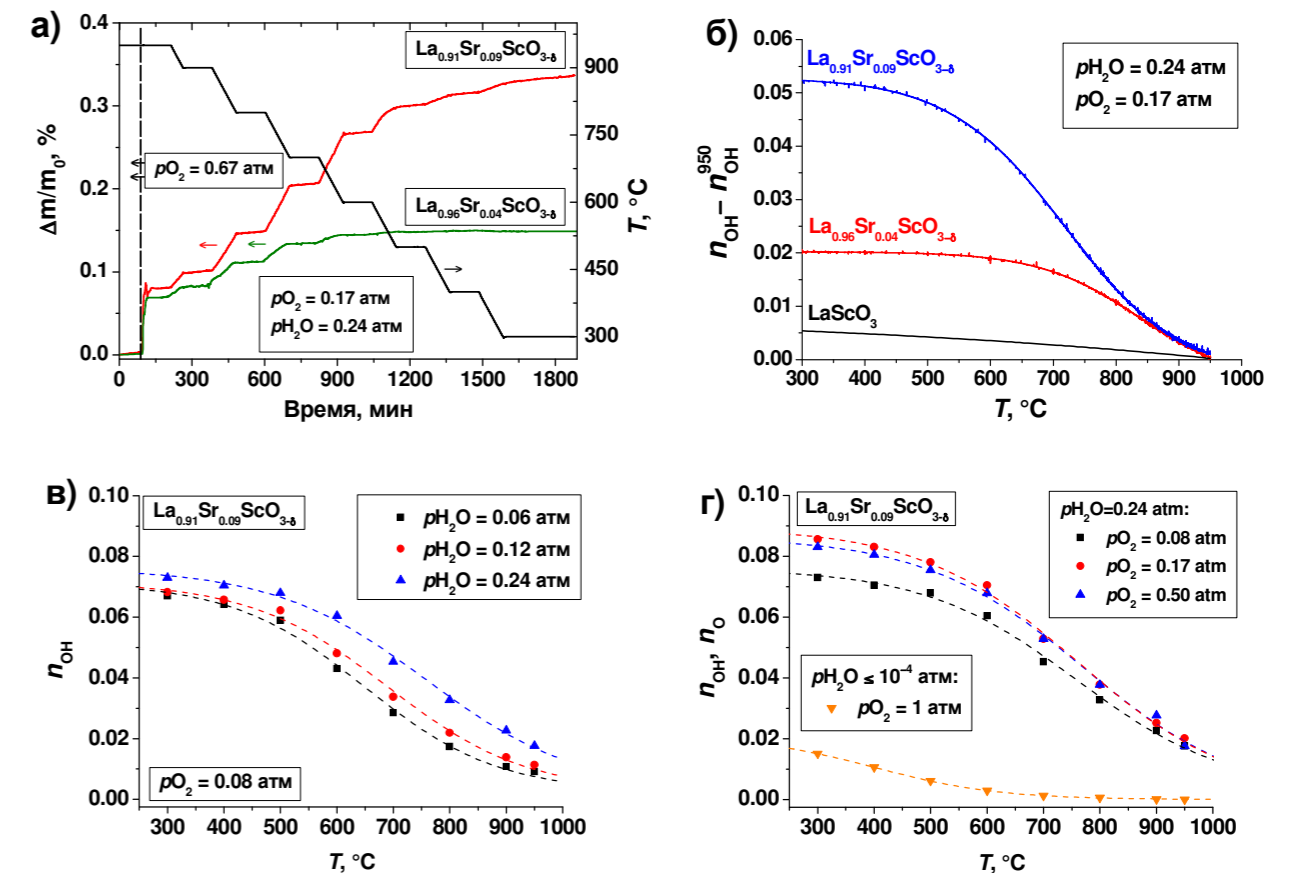 а)
La0.91Sr0.09ScO3-δ
pO2 = 0.67 атм
La0.96Sr0.04ScO3-δ
pO2 = 0.17 атм
pH2O = 0.24 атм
Δm/m0, %
0.4
0.3
0.2
0.1
0.0
0 300 600 900 1200 1500 1800
Время, мин
900
750
600
450
300
T, °C
б)
La0.91Sr0.09ScO3-δ
pH2O = 0.24 атм
pO2 = 0.17 атм
La0.96Sr0.04ScO3-δ
LaScO3
nOH – nOH950
0.06
0.05
0.04
0.03
0.02
0.01
0.00
300 400 500 600 700 800 900 1000
T, °C
в)
La0.91Sr0.09ScO3-δ
pH2O = 0.06 атм
pH2O = 0.12 атм
pH2O = 0.24 атм
pO2 = 0.08 атм
nOH
0.10
0.08
0.06
0.04
0.02
0.00
300 400 500 600 700 800 900 1000
T, °C
г)
La0.91Sr0.09ScO3-δ
pH2O=0.24 atm:
pO2 = 0.08 atm
pO2 = 0.17 atm
pO2 = 0.50 atm
pH2O ≤ 10–4 атм:
pO2 = 1 атм
nOH, nO
0.10
0.08
0.06
0.04
0.02
0.00
300 400 500 600 700 800 900 1000
T, °C